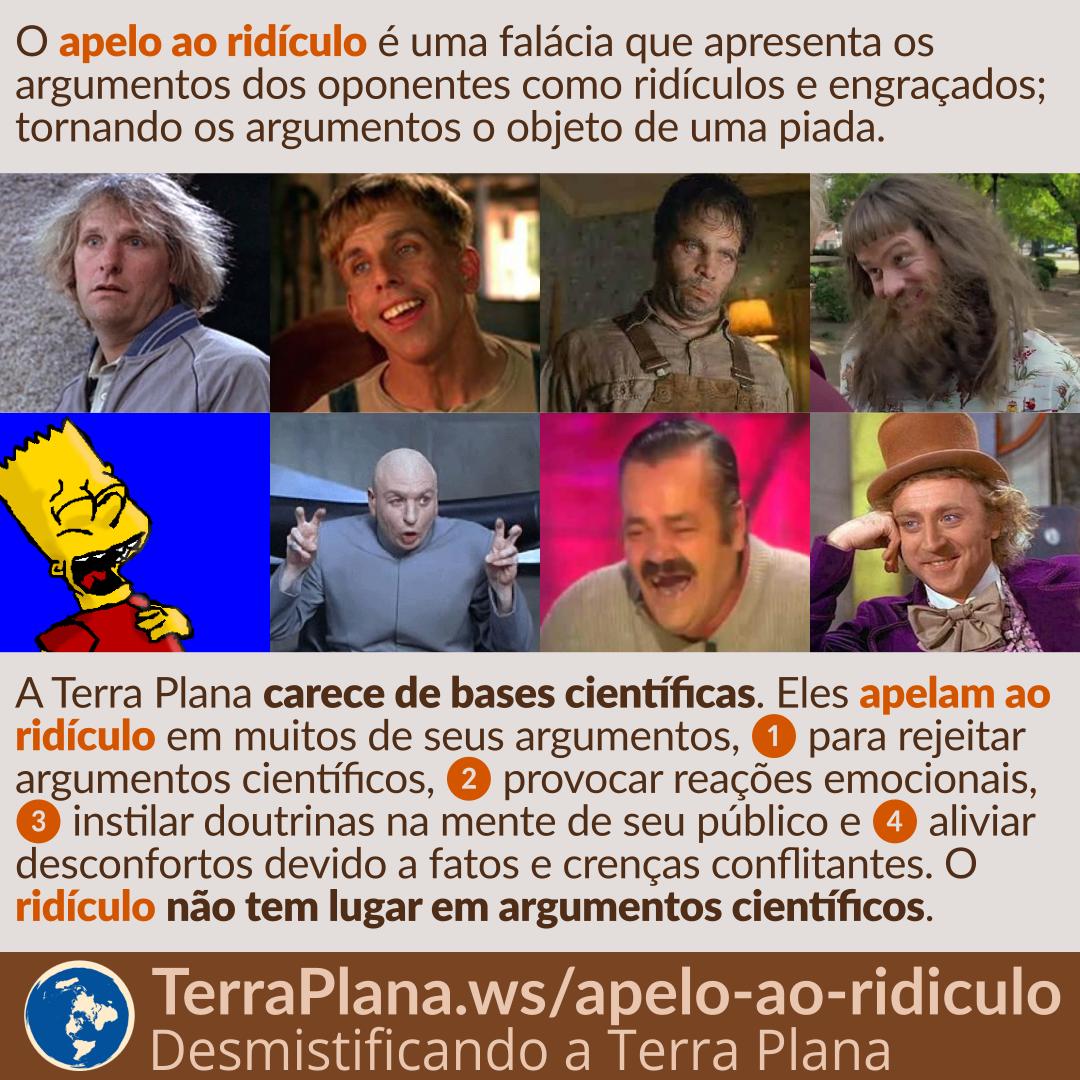 O apelo ao ridículo é uma falácia que apresenta os
argumentos dos oponentes como ridículos e engraçados;
tornando os argumentos o objeto de uma piada.
A Terra Plana carece de bases científicas. Eles apelam ao
ridículo em muitos de seus argumentos, 1 para rejeitar
argumentos científicos, 2 provocar reações emocionais,
3 instilar doutrinas na mente de seu público e 4 aliviar
desconfortos devido a fatos e crenças conflitantes. O
ridículo não tem lugar em argumentos científicos.
TerraPlana.ws/apelo-ao-ridiculo
Desmistificando a Terra Plana